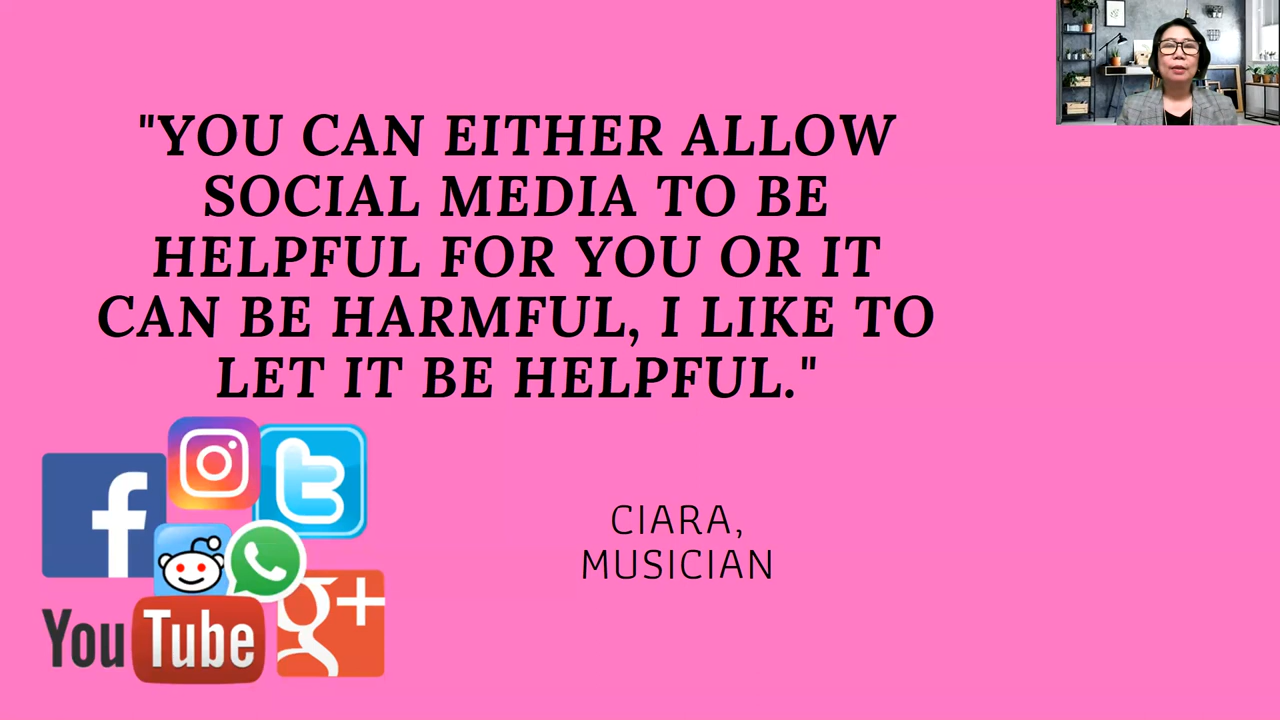 "YOU CAN EITHER ALLOW
SOCIAL MEDIA TO BE
HELPFUL FOR YOU OR IT
CAN BE HARMFUL, I LIKE TO
LET IT BE HELPFUL."
CIARA,
MUSICIAN
f
t
g+
YouTube